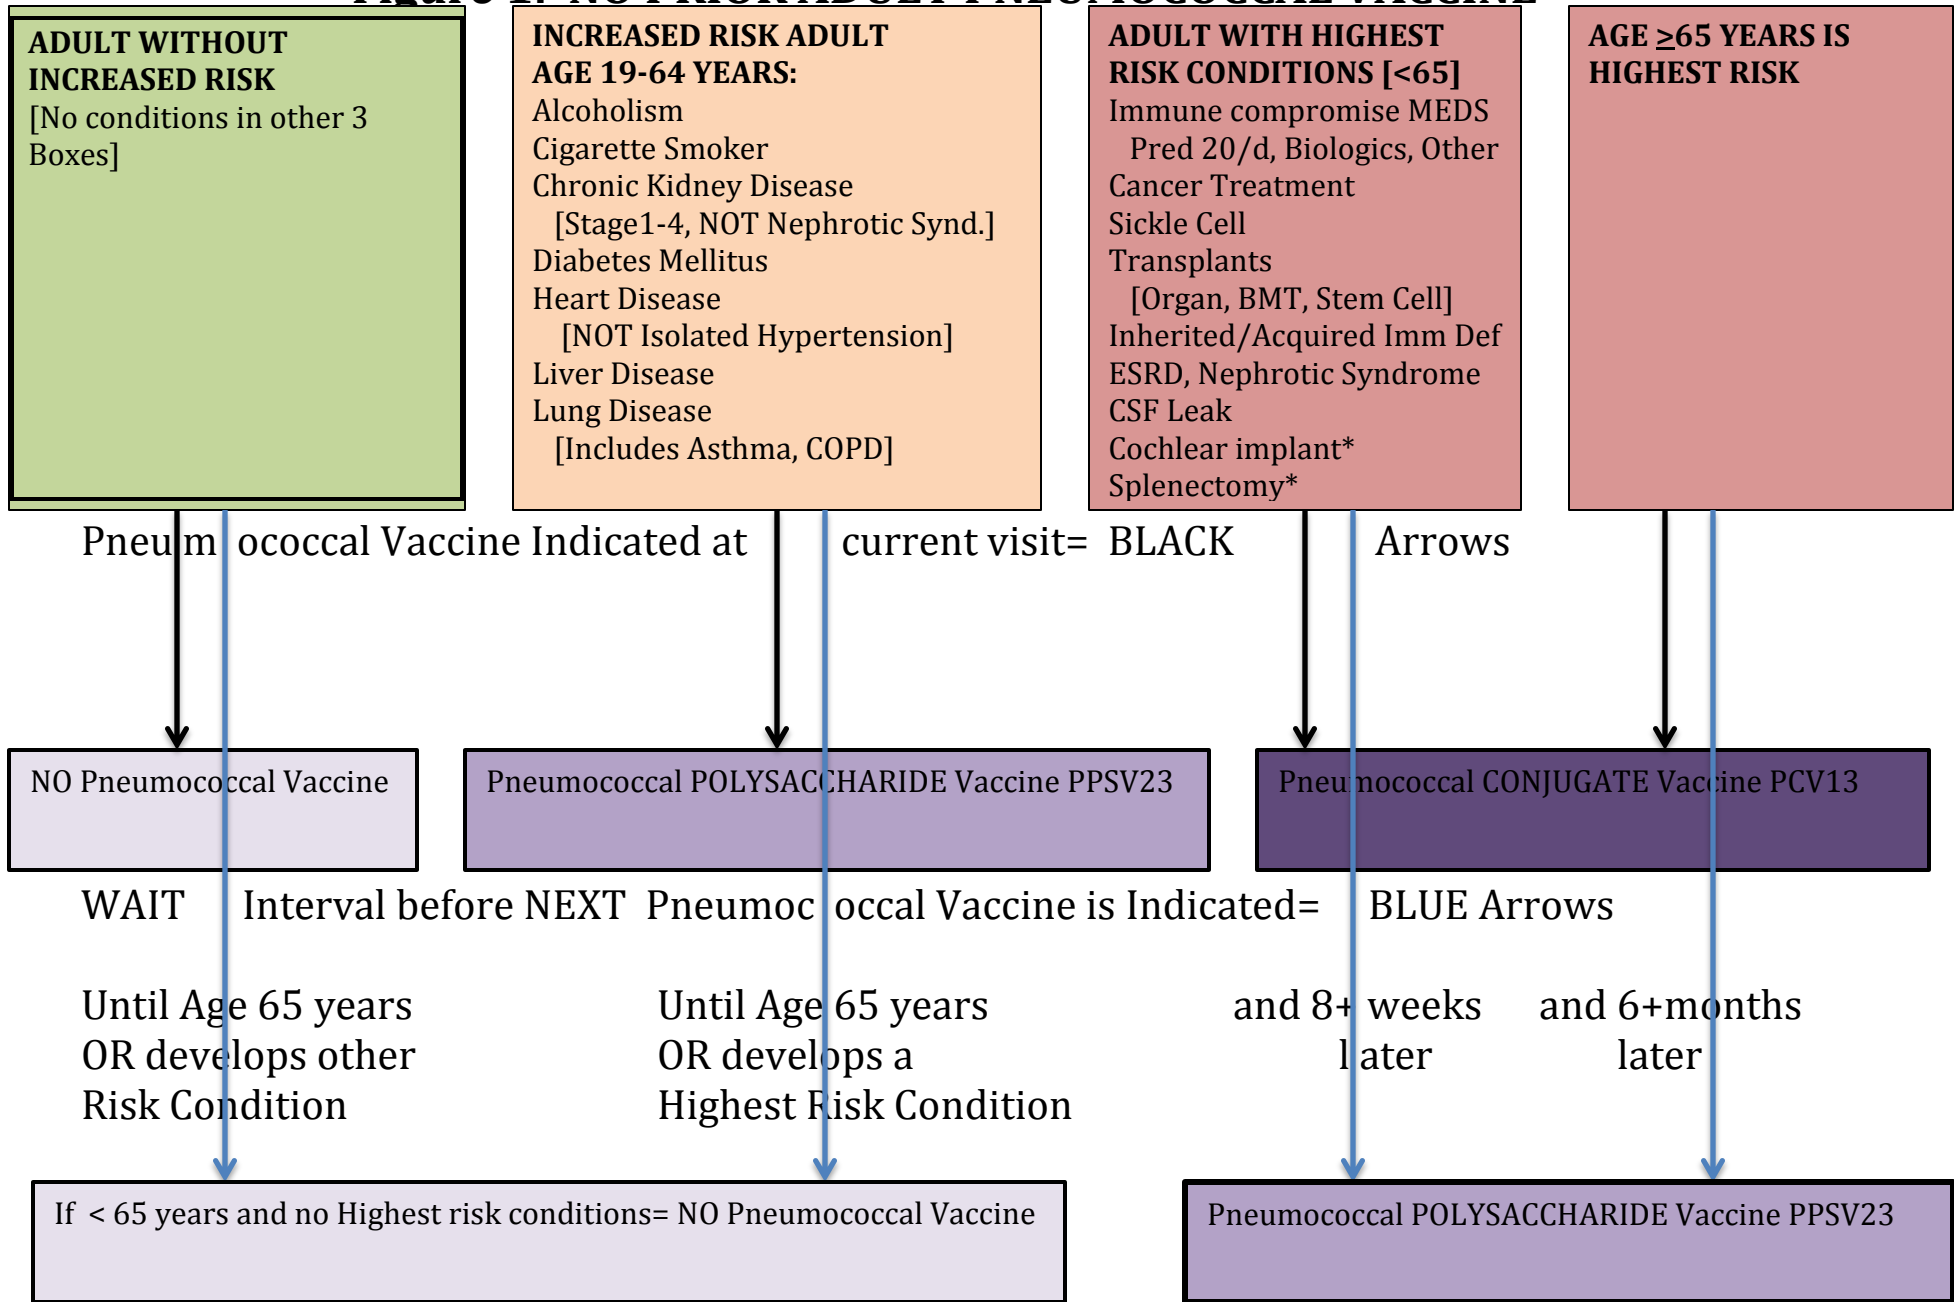 Figure 1. NO PRIOR ADULT PNEUMOCOCCAL VACCINE
ADULT WITHOUT
INCREASED RISK
[No conditions in other 3
Boxes]
INCREASED RISK ADULT
AGE 19-64 YEARS:
Alcoholism
Cigarette Smoker
Chronic Kidney Disease
[Stage1-4, NOT Nephrotic Synd.]
Diabetes Mellitus
Heart Disease
[NOT Isolated Hypertension]
Liver Disease
Lung Disease
[Includes Asthma, COPD]
ADULT WITH HIGHEST
RISK CONDITIONS [<65]
Immune compromise MEDS
Pred 20/d, Biologics, Other
Cancer Treatment
Sickle Cell
Transplants
[Organ, BMT, Stem Cell]
Inherited/Acquired Imm Def
ESRD, Nephrotic Syndrome
CSF Leak
Cochlear implant*
Splenectomy*
AGE ≥65 YEARS IS
HIGHEST RISK
Pneumococcal Vaccine Indicated at current visit= BLACK Arrows
NO Pneumococcal Vaccine
Pneumococcal POLYSACCHARIDE Vaccine PPSV23
Pneumococcal CONJUGATE Vaccine PCV13
WAIT Interval before NEXT Pneumococcal Vaccine is Indicated= BLUE Arrows
Until Age 65 years
OR develops other
Risk Condition
Until Age 65 years
OR develops a
Highest Risk Condition
and 8+ weeks
later
and 6+months
later
If < 65 years and no Highest risk conditions= NO Pneumococcal Vaccine
Pneumococcal POLYSACCHARIDE Vaccine PPSV23